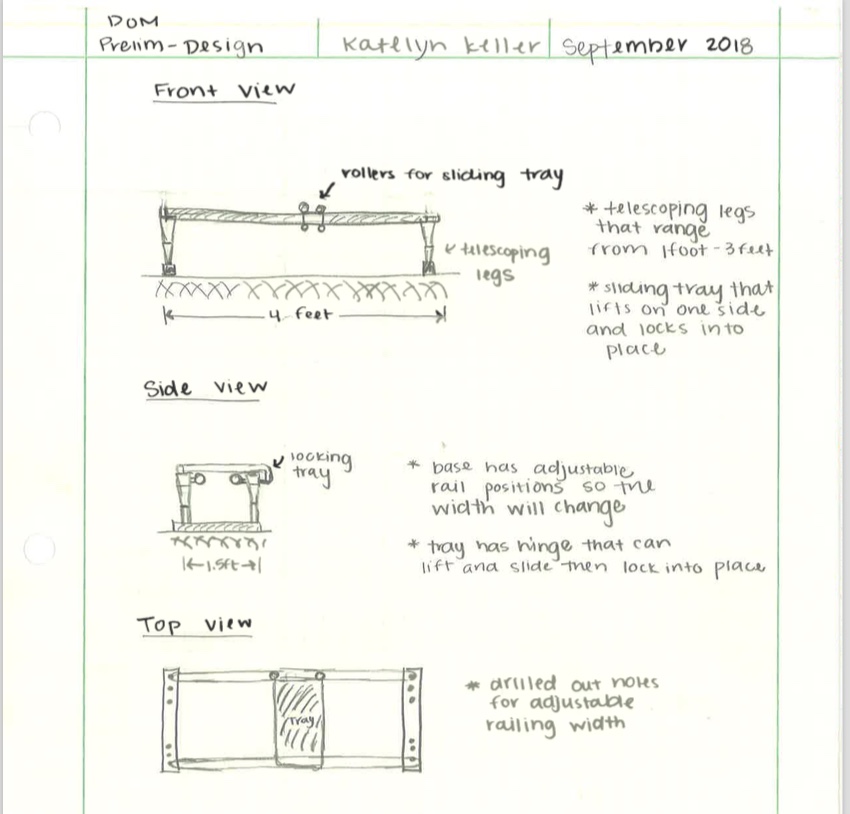 DOM
Prelim-Design
Katelyn Keller
September 2018
Front view
rollers for sliding tray
telescoping
legs
4 feet
* telescoping legs
that range
from 1foot-3feet
* sliding tray that
lifts on one side
and locks into
place
Side view
locking
tray
1.5ft
* base has adjustable
rail positions so the
width will change
* tray has hinge that can
lift and slide then lock into place
Top view
tray
* drilled out holes
for adjustable
railing width